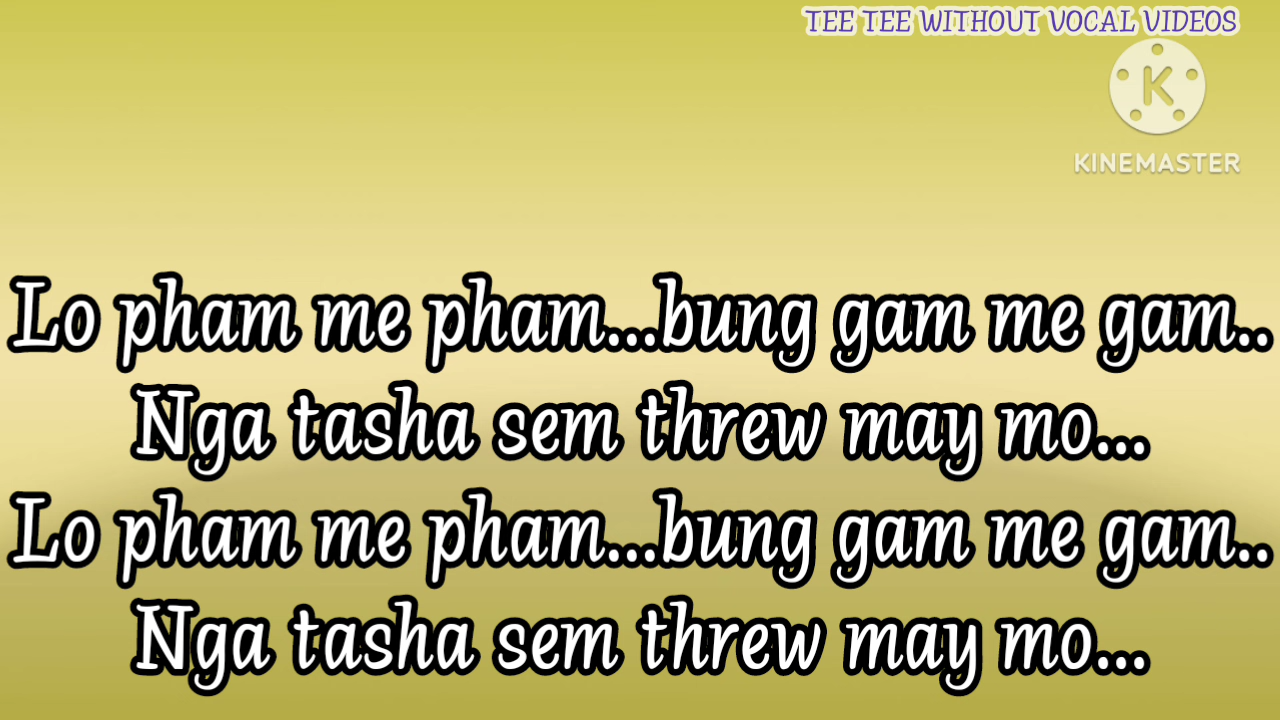 TEE TEE WITHOUT VOCAL VIDEOS
K
KINEMASTER
Lo pham me pham...bung gam me gam..
Nga tasha sem threw may mo...
Lo pham me pham...bung gam me gam..
Nga tasha sem threw may mo...